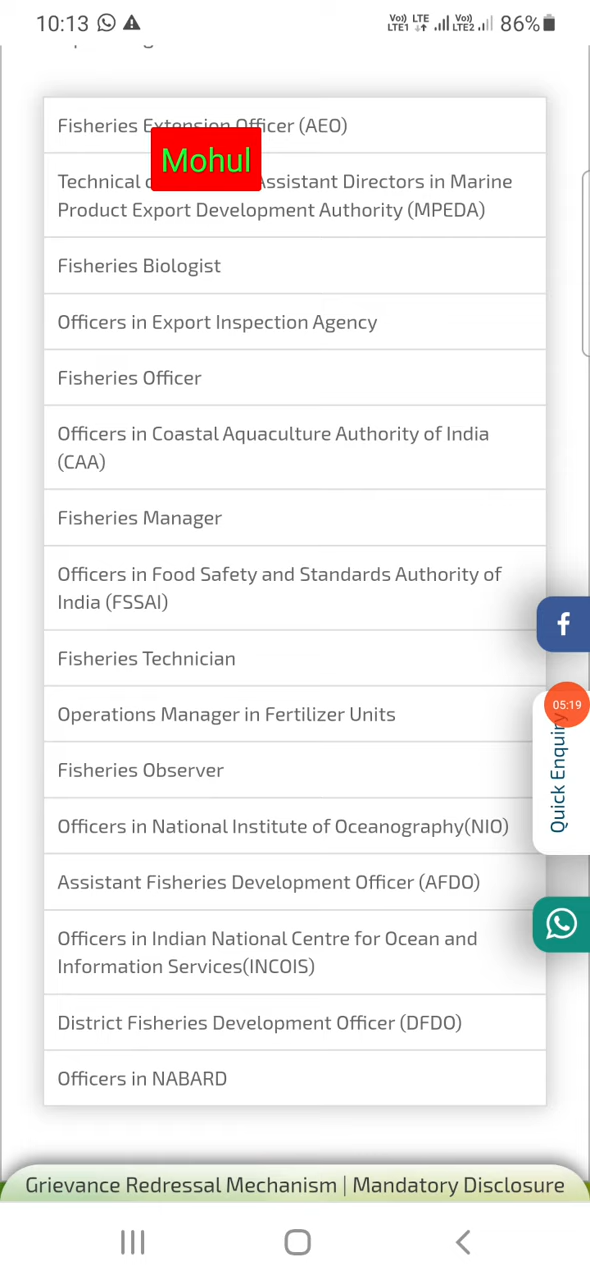 10:13
Vo)) LTE LTE1 Vo)) LTE2 86%
Fisheries Extension Officer (AEO)
Mohul
Technical Assistant Directors in Marine
Product Export Development Authority (MPEDA)
Fisheries Biologist
Officers in Export Inspection Agency
Fisheries Officer
Officers in Coastal Aquaculture Authority of India
(CAA)
Fisheries Manager
Officers in Food Safety and Standards Authority of
India (FSSAI)
f
Fisheries Technician
05:19
Operations Manager in Fertilizer Units
Quick Enquiry
Fisheries Observer
Officers in National Institute of Oceanography(NIO)
Assistant Fisheries Development Officer (AFDO)
Officers in Indian National Centre for Ocean and
Information Services(INCOIS)
District Fisheries Development Officer (DFDO)
Officers in NABARD
Grievance Redressal Mechanism | Mandatory Disclosure